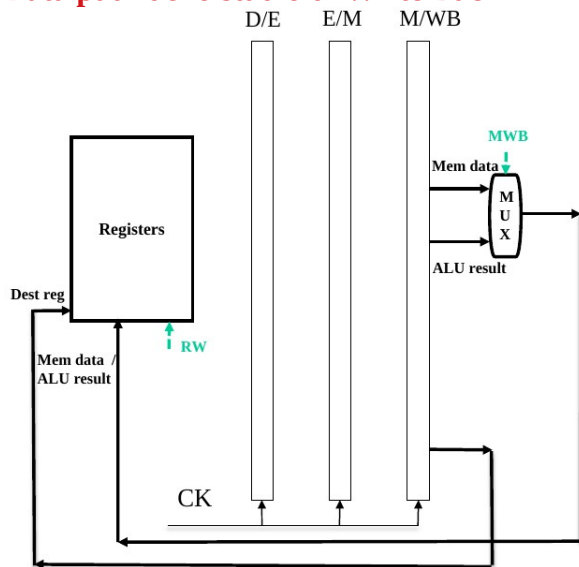 D/E E/M M/WB
MWB
Mem data
M
U
X
Registers
ALU result
Dest reg
RW
Mem data /
ALU result
CK